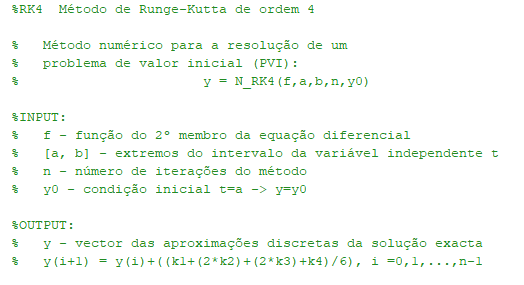 %RK4  Método de Runge-Kutta de ordem 4
%   Método numérico para a resolução de um
%   problema de valor inicial (PVI):
%                       y = N_RK4(f,a,b,n,y0)
%INPUT:
%   f - função do 2º membro da equação diferencial
%   [a, b] - extremos do intervalo da variável independente t
%   n - número de iterações do método
%   y0 - condição inicial t=a -> y=y0
%OUTPUT:
%   y - vector das aproximações discretas da solução exacta
%   y(i+1) = y(i)+((k1+(2*k2)+(2*k3)+k4)/6), i =0,1,...,n-1